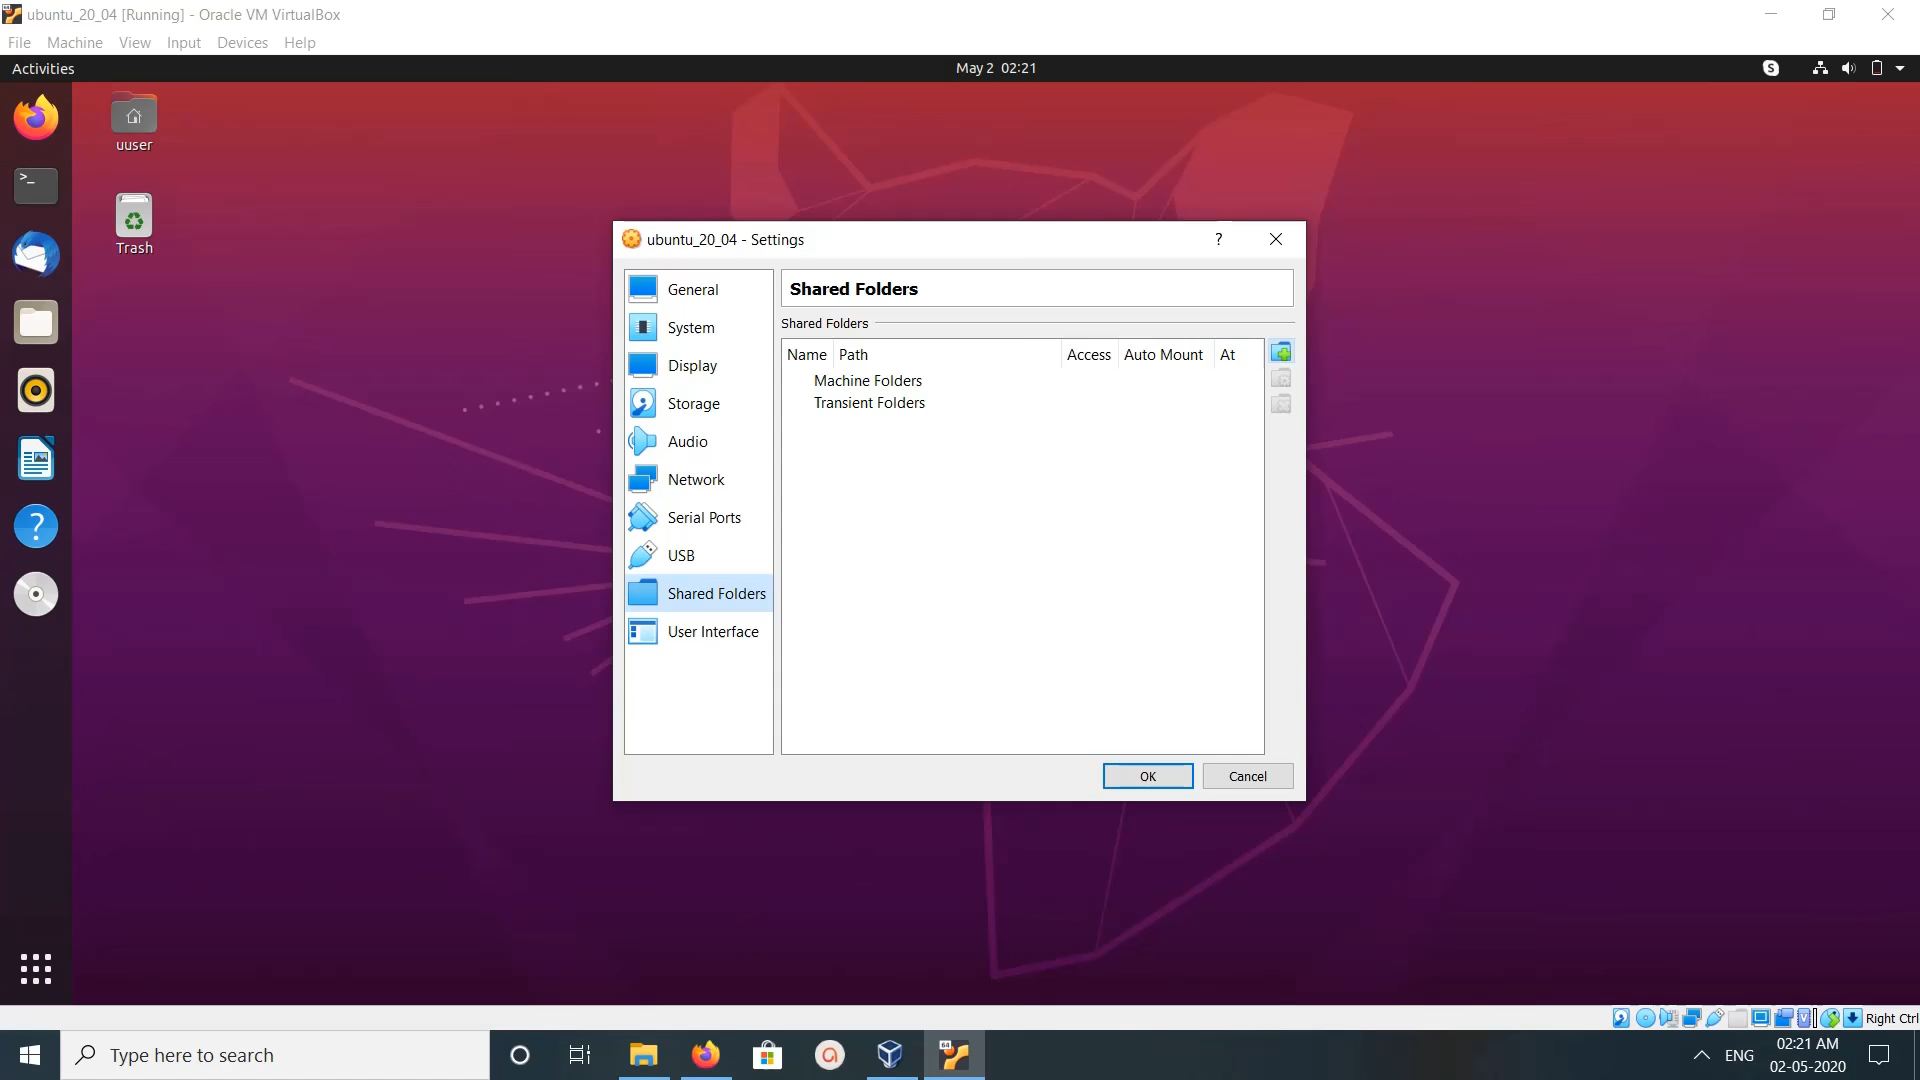 ubuntu_20_04 [Running] - Oracle VM VirtualBox
File Machine View Input Devices Help
Activities
May 2 02:21
uuser
Trash
ubuntu_20_04 - Settings
?
General
System
Display
Storage
Audio
Network
Serial Ports
USB
Shared Folders
User Interface
Shared Folders
Shared Folders
Name Path Access Auto Mount At
Machine Folders
Transient Folders
OK Cancel
Right Ctrl
Type here to search
ENG
02:21 AM
02-05-2020